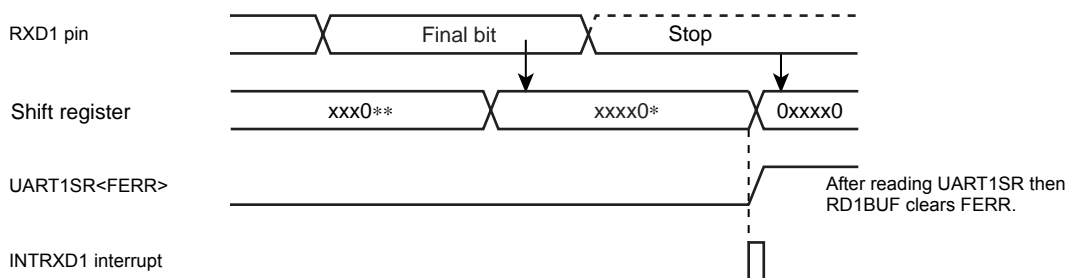 RXD1 pin
Final bit
Stop
Shift register
xxx0**
xxxx0*
0xxxx0
UART1SR<FERR>
After reading UART1SR then
RD1BUF clears FERR.
INTRXD1 interrupt